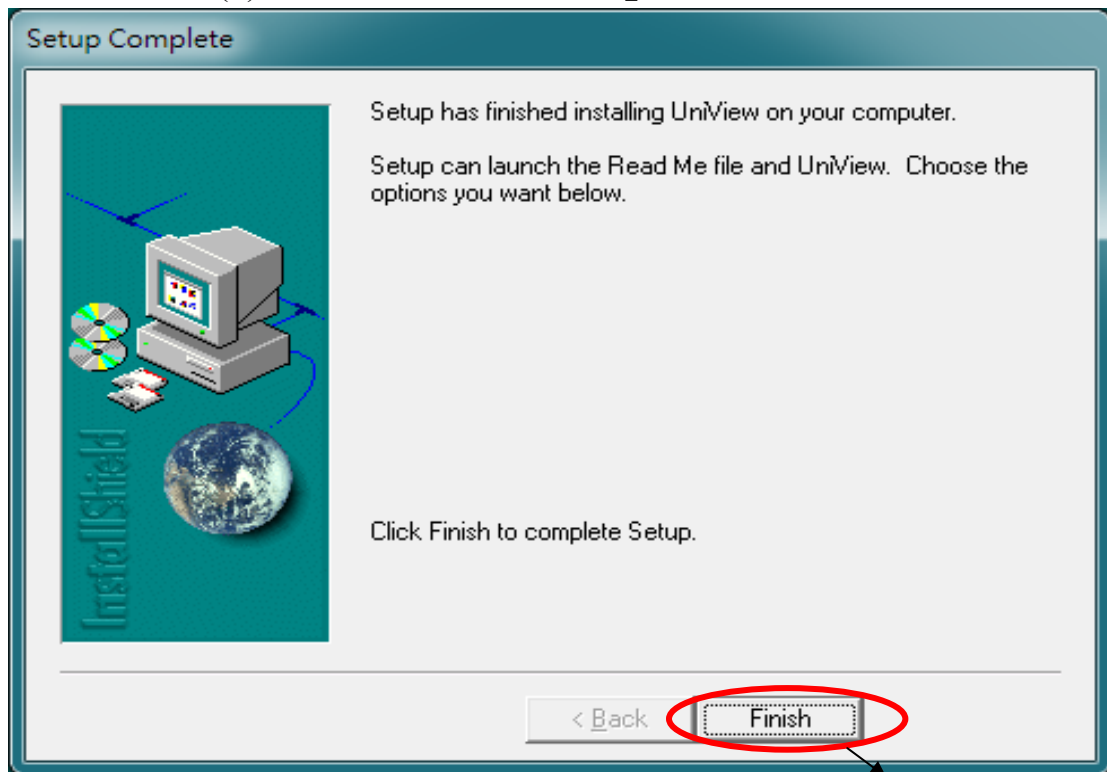 Setup Complete
Setup has finished installing UniView on your computer.
Setup can launch the Read Me file and UniView. Choose the
options you want below.
InstallShield
Click Finish to complete Setup.
< Back
Finish